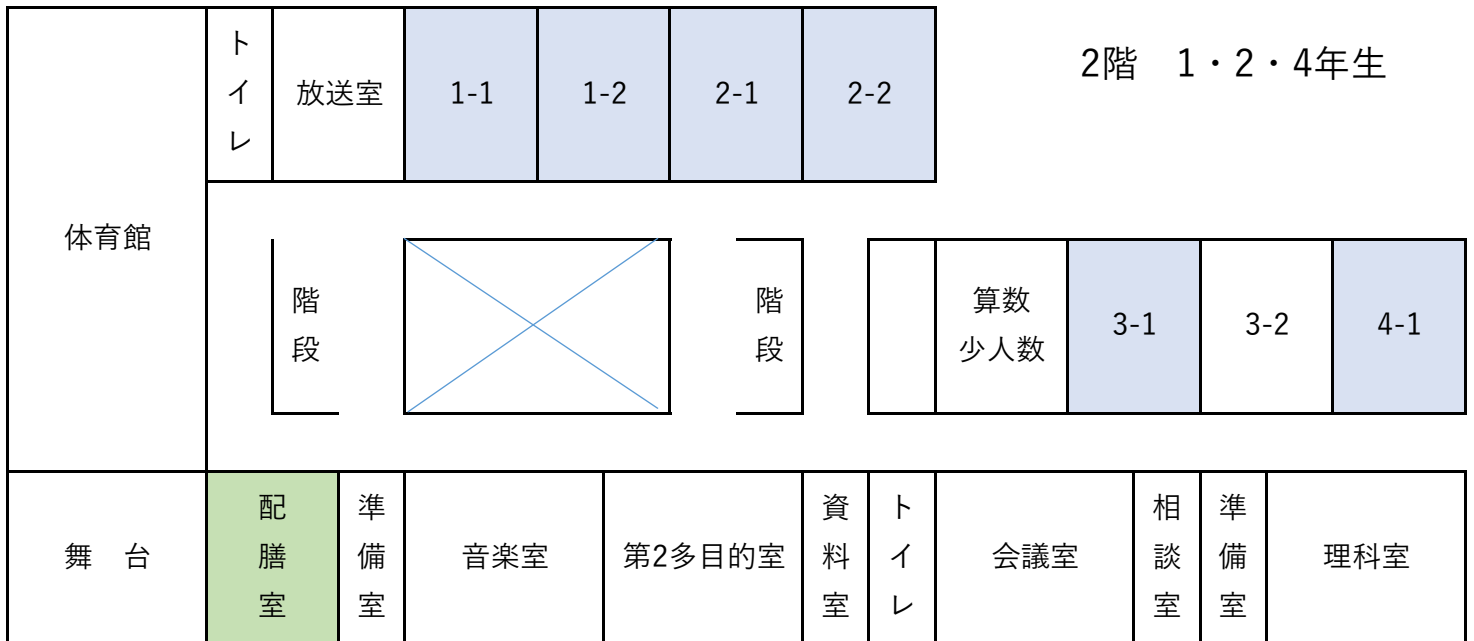 2階　1・2・4年生
トイレ
放送室
1-1
1-2
2-1
2-2
体育館
階段
階段
算数
少人数
3-1
3-2
4-1
舞　台
配膳室
準備室
音楽室
第2多目的室
資料室
トイレ
会議室
相談室
準備室
理科室